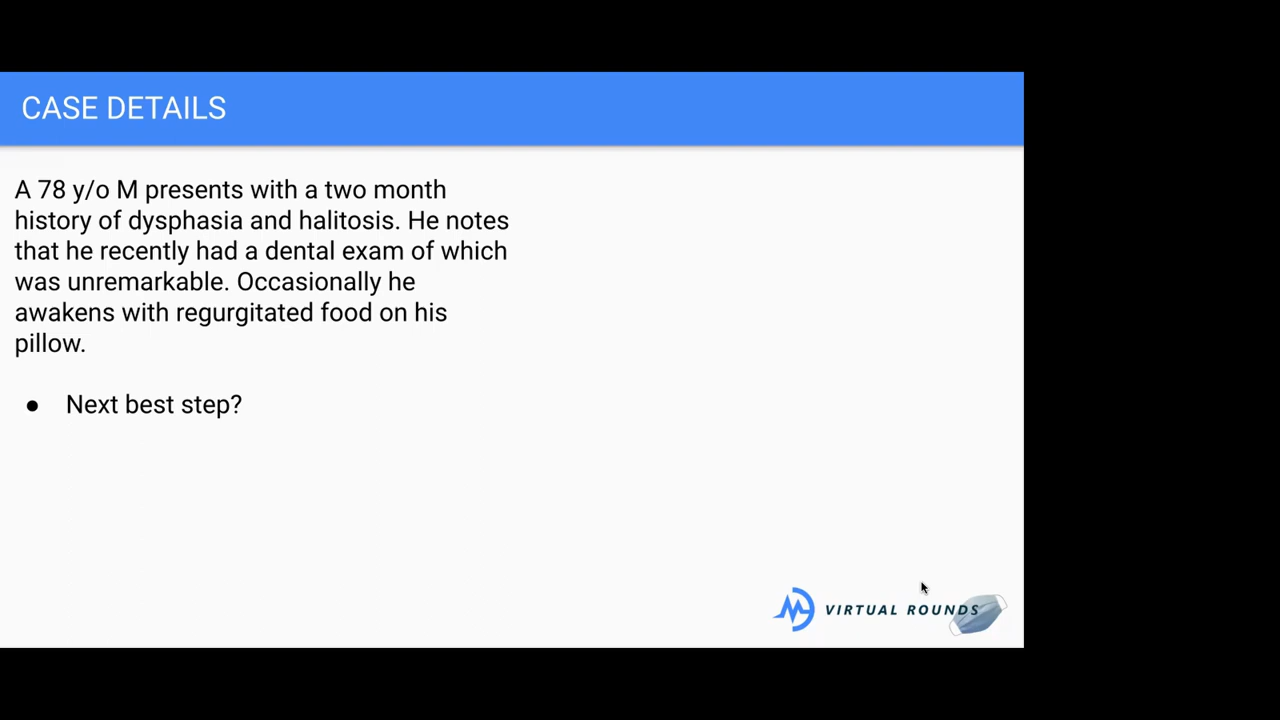 CASE DETAILS
A 78 y/o M presents with a two month
history of dysphasia and halitosis. He notes
that he recently had a dental exam of which
was unremarkable. Occasionally he
awakens with regurgitated food on his
pillow.
● Next best step?
VIRTUAL ROUNDS